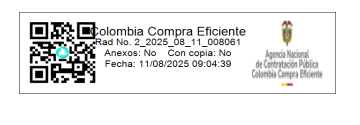 Colombia Compra Eficiente
Rad No. 2_2025_08_11_008061
Anexos: No Con copia: No
Fecha: 11/08/2025 09:04:39
Agencia Nacional
de Contratación Pública
Colombia Compra Eficiente